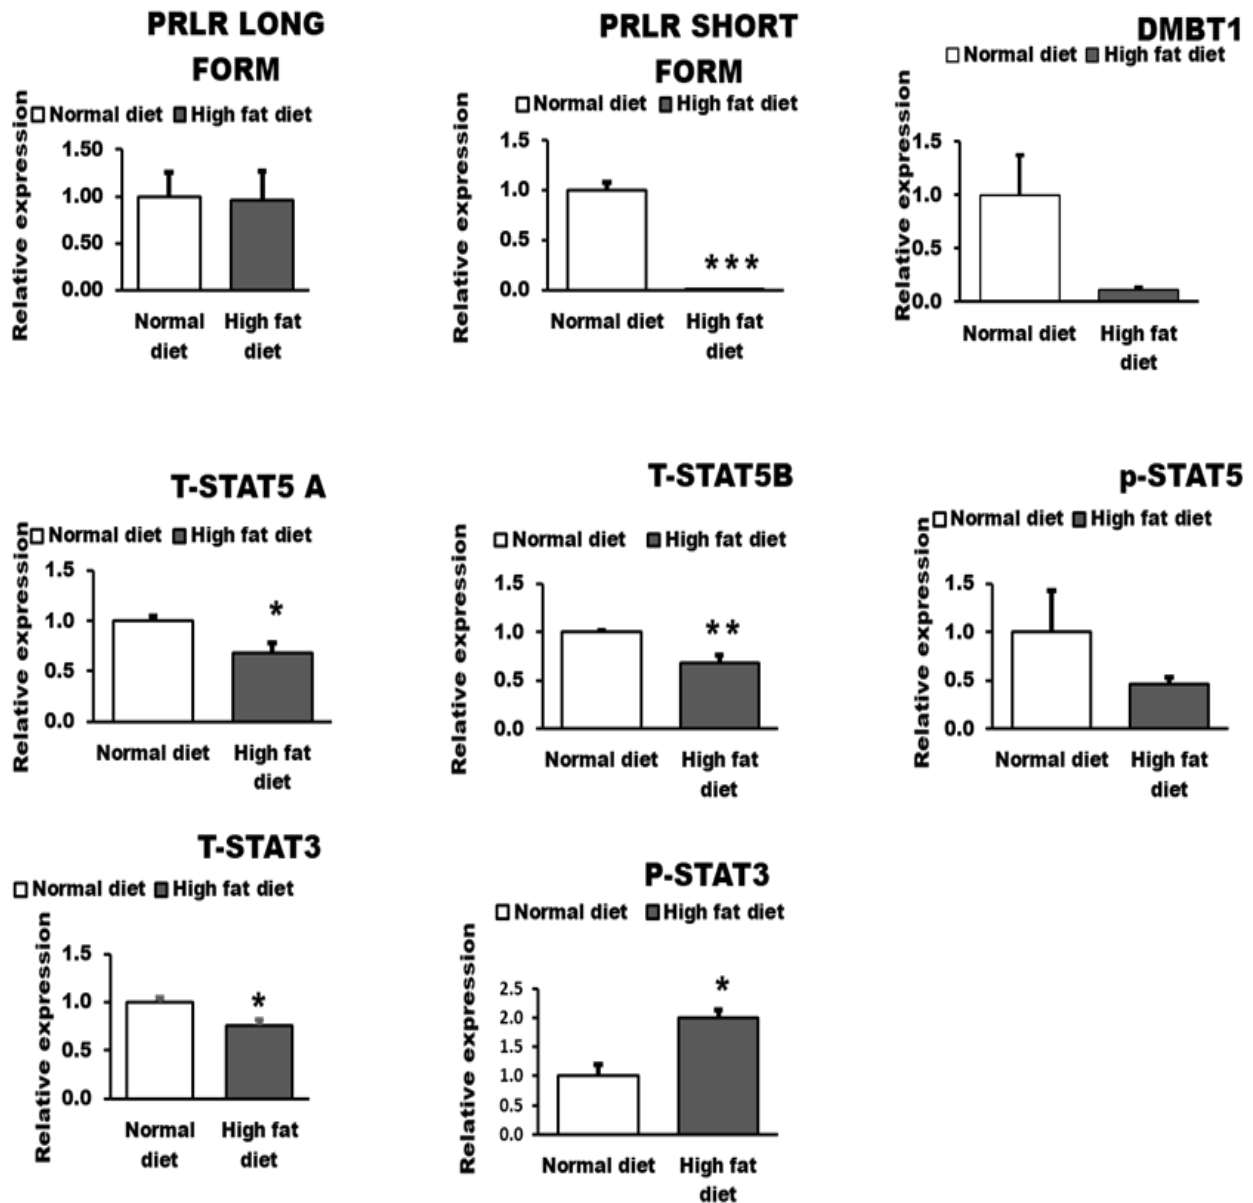 PRLR LONG
FORM
Normal diet High fat diet
Relative expression
1.50
1.00
0.50
0.00
Normal diet
High fat diet
PRLR SHORT
FORM
Normal diet High fat diet
Relative expression
1.5
1.0
0.5
0.0
***
Normal diet
High fat diet
DMBT1
Normal diet High fat diet
Relative expression
1.5
1.0
0.5
0.0
Normal diet
High fat diet
T-STAT5 A
Normal diet High fat diet
Relative expression
1.5
1.0
0.5
0.0
*
Normal diet
High fat diet
T-STAT5B
Normal diet High fat diet
Relative expression
1.5
1.0
0.5
0.0
**
Normal diet
High fat diet
p-STAT5
Normal diet High fat diet
Relative expression
1.5
1.0
0.5
0.0
Normal diet
High fat diet
T-STAT3
Normal diet High fat diet
Relative expression
1.5
1.0
0.5
0.0
*
Normal diet
High fat diet
P-STAT3
Normal diet High fat diet
Relative expression
2.5
2.0
1.5
1.0
0.5
0.0
*
Normal diet
High fat diet